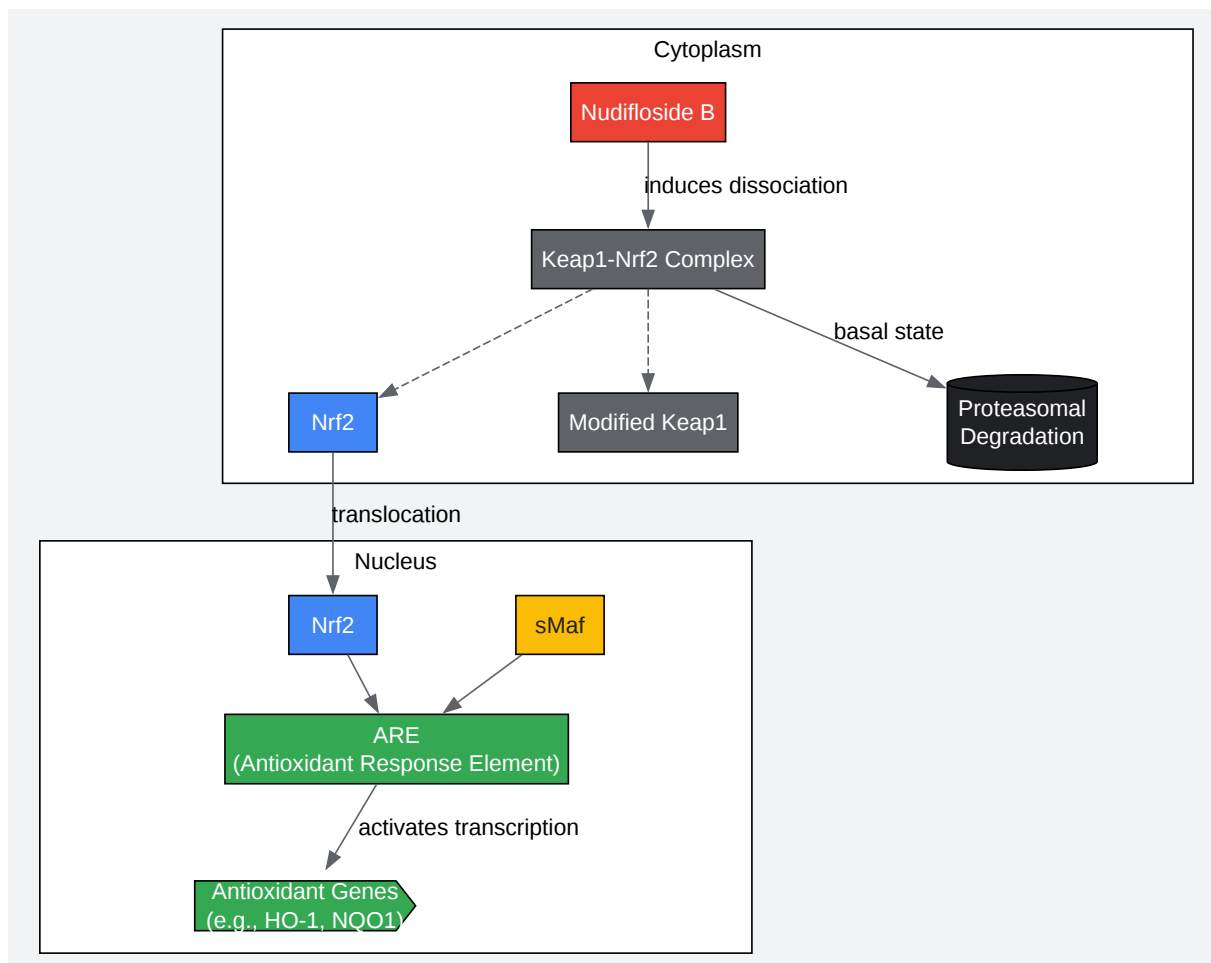 Cytoplasm
Nudifloside B
induces dissociation
Keap1-Nrf2 Complex
basal state
Nrf2
Modified Keap1
Proteasomal
Degradation
translocation
Nucleus
Nrf2
sMaf
ARE
(Antioxidant Response Element)
activates transcription
Antioxidant Genes
(e.g., HO-1, NQO1)